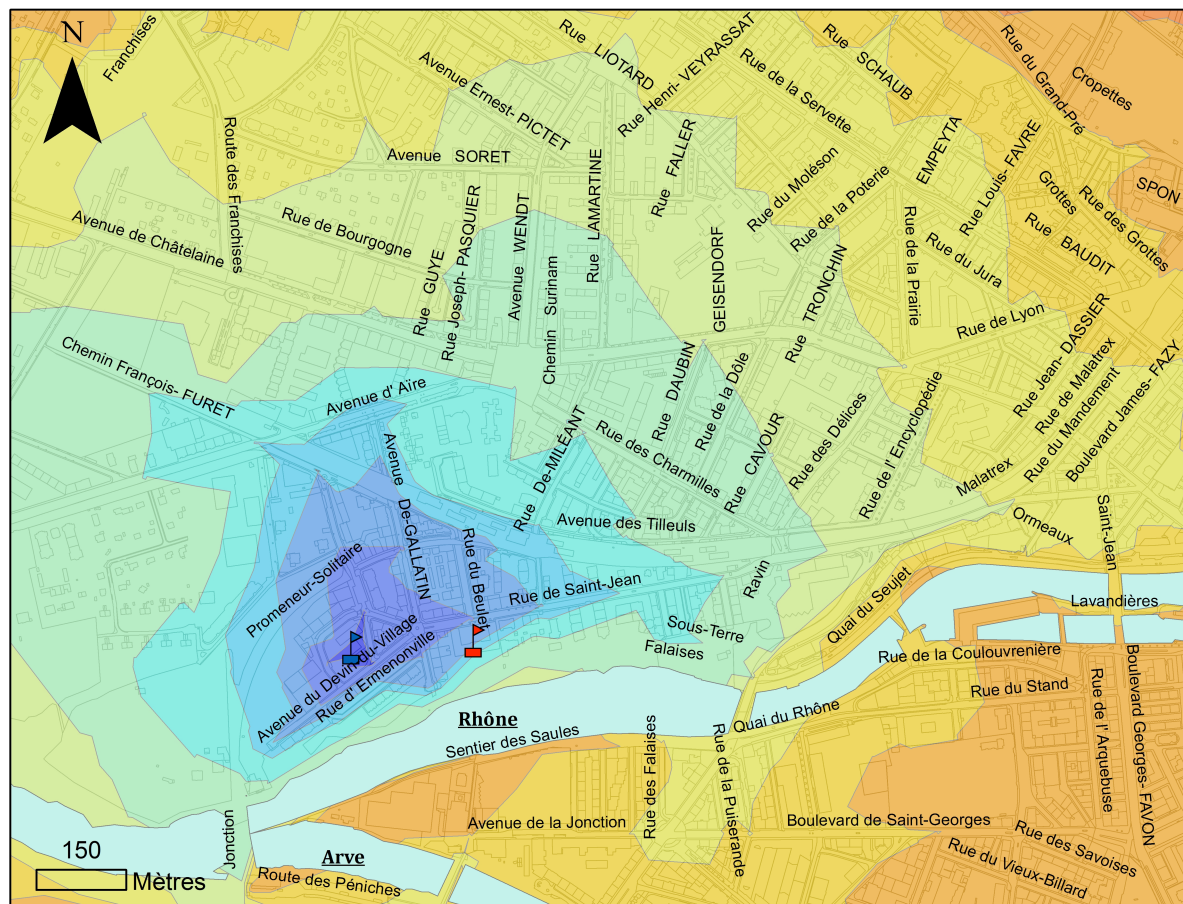 N
Franchises
Rue LIOTARD
Rue Henri- VEYRASSAT
Rue SCHAUB
Rue du Grand-Pré
Cropettes
Avenue Ernest- PICTET
Rue de la Servette
Route des Franchises
Avenue SORET
Rue FALLER
EMPEYTA
Rue Louis- FAVRE
Grottes
Rue des Grottes
SPON
Rue du Moléson
Rue de la Poterie
Avenue de Châtelaine
Rue de Bourgogne
Rue GUYE
Rue Joseph- PASQUIER
Avenue WENDT
Chemin Surinam
Rue LAMARTINE
GEISENDORF
Rue TRONCHIN
Rue de la Prairie
Rue du Jura
Rue BAUDIT
Rue de Lyon
Rue Jean- DASSIER
Rue de Malatrex
Rue du Mandement
Boulevard James- FAZY
Chemin François- FURET
Avenue d' Aïre
Rue DAUBIN
Rue de la Dôle
Rue De-MILÉANT
Rue des Charmilles
Rue CAVOUR
Rue des Délices
Rue de l' Encyclopédie
Malatrex
Avenue De-GALLATIN
Avenue des Tilleuls
Ormeaux
Saint-Jean
Rue du Beulet
Promeneur-Solitaire
Rue de Saint-Jean
Ravin
Quai du Seujet
Lavandières
Sous-Terre
Falaises
Avenue du Devin-du-Village
Rue d' Ermenonville
Rue de la Coulouvrenière
Rue du Stand
Rhône
Quai du Rhône
Sentier des Saules
Rue des Falaises
Rue de la Puiserande
Rue de l' Arquebuse
Boulevard Georges- FAVON
Jonction
Avenue de la Jonction
Boulevard de Saint-Georges
Rue des Savoises
Rue du Vieux-Billard
Arve
Route des Péniches
150
Mètres